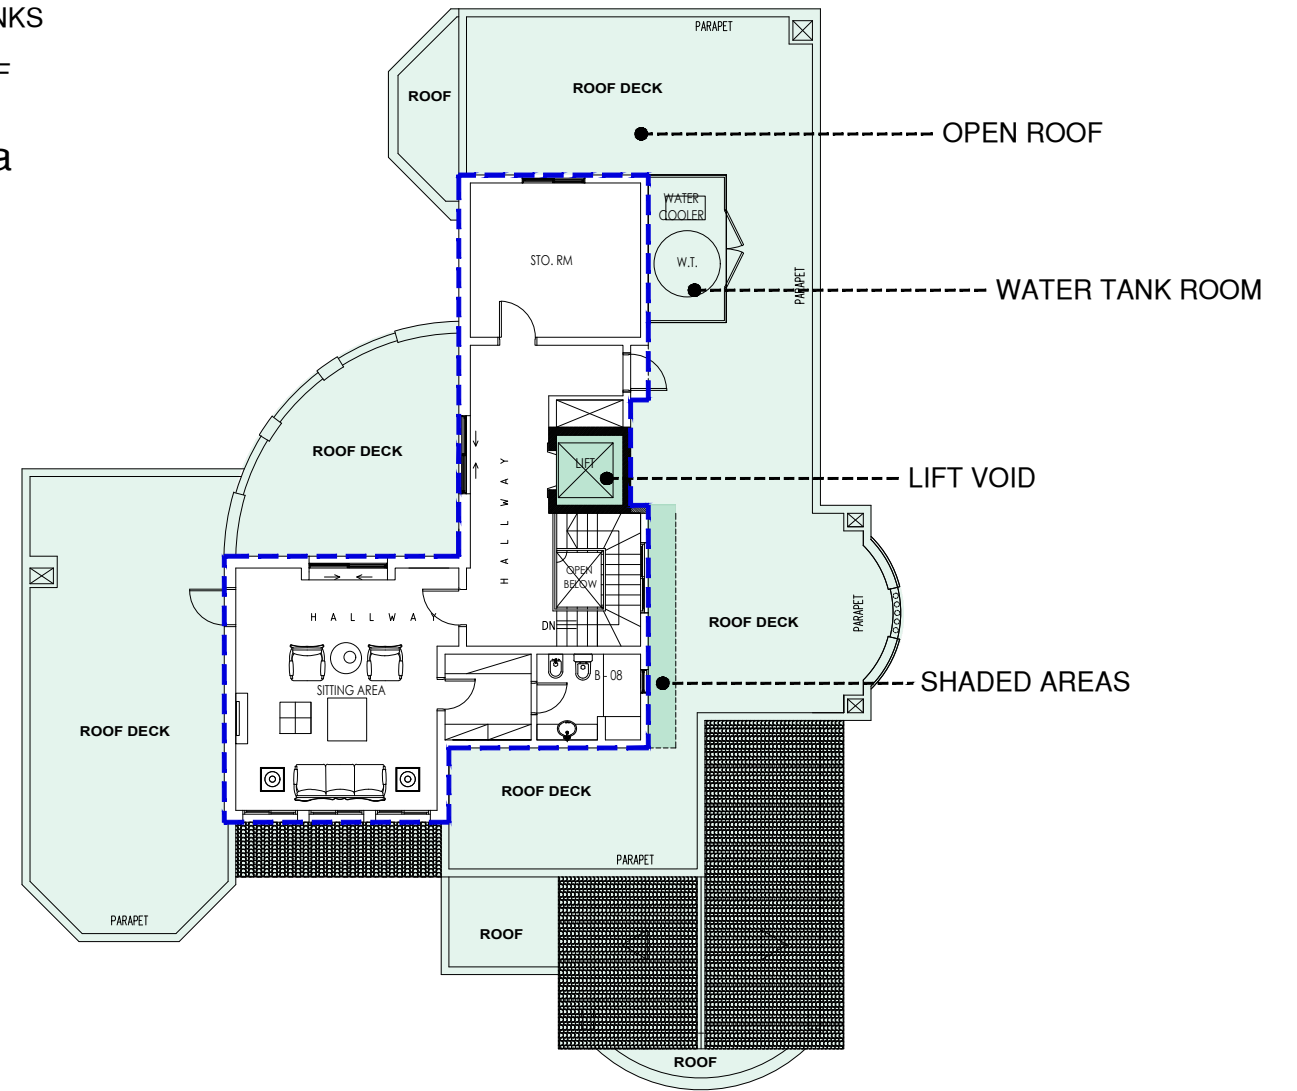 NKS
PARAPET
ROOF DECK
ROOF
OPEN ROOF
a
WATER
COOLER
STO. RM
W.T.
PARAPET
WATER TANK ROOM
ROOF DECK
LIFT
LIFT VOID
HALLWAY
OPEN
BELOW
HALLWAY
DN
PARAPET
ROOF DECK
B - 08
SHADED AREAS
SITTING AREA
ROOF DECK
ROOF DECK
PARAPET
PARAPET
ROOF
ROOF